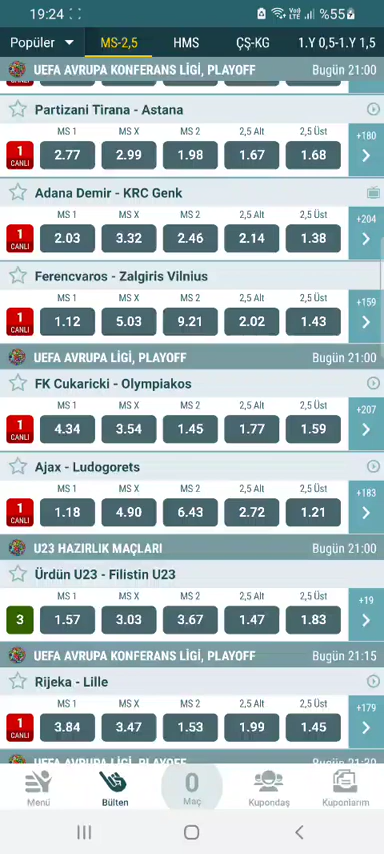 19:24 VoD LTE %55
Popüler MS-2,5 HMS ÇŞ-KG 1.Y 0,5-1.Y 1,5
UEFA AVRUPA KONFERANS LİGİ, PLAYOFF Bugün 21:00
CANLI
Partizani Tirana - Astana
MS 1 MS X MS 2 2,5 Alt 2,5 Üst +180
1 CANLI 2.77 2.99 1.98 1.67 1.68
Adana Demir - KRC Genk
MS 1 MS X MS 2 2,5 Alt 2,5 Üst +204
1 CANLI 2.03 3.32 2.46 2.14 1.38
Ferencvaros - Zalgiris Vilnius
MS 1 MS X MS 2 2,5 Alt 2,5 Üst +159
1 CANLI 1.12 5.03 9.21 2.02 1.43
UEFA AVRUPA LİGİ, PLAYOFF Bugün 21:00
FK Cukaricki - Olympiakos
MS 1 MS X MS 2 2,5 Alt 2,5 Üst +207
1 CANLI 4.34 3.54 1.45 1.77 1.59
Ajax - Ludogorets
MS 1 MS X MS 2 2,5 Alt 2,5 Üst +183
1 CANLI 1.18 4.90 6.43 2.72 1.21
U23 HAZIRLIK MAÇLARI Bugün 21:00
Ürdün U23 - Filistin U23
MS 1 MS X MS 2 2,5 Alt 2,5 Üst +19
3 1.57 3.03 3.67 1.47 1.83
UEFA AVRUPA KONFERANS LİGİ, PLAYOFF Bugün 21:15
Rijeka - Lille
MS 1 MS X MS 2 2,5 Alt 2,5 Üst +179
1 CANLI 3.84 3.47 1.53 1.99 1.45
UEFA AVRUPA LİGİ, PLAYOFF Bugün 21:30
0
Menü Bülten Maç Kupondaş Kuponlarım